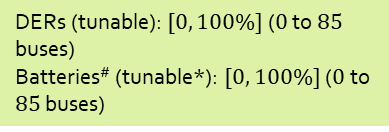 DERs (tunable): [0, 100%] (0 to 85
buses)
Batteries# (tunable*): [0, 100%] (0 to
85 buses)